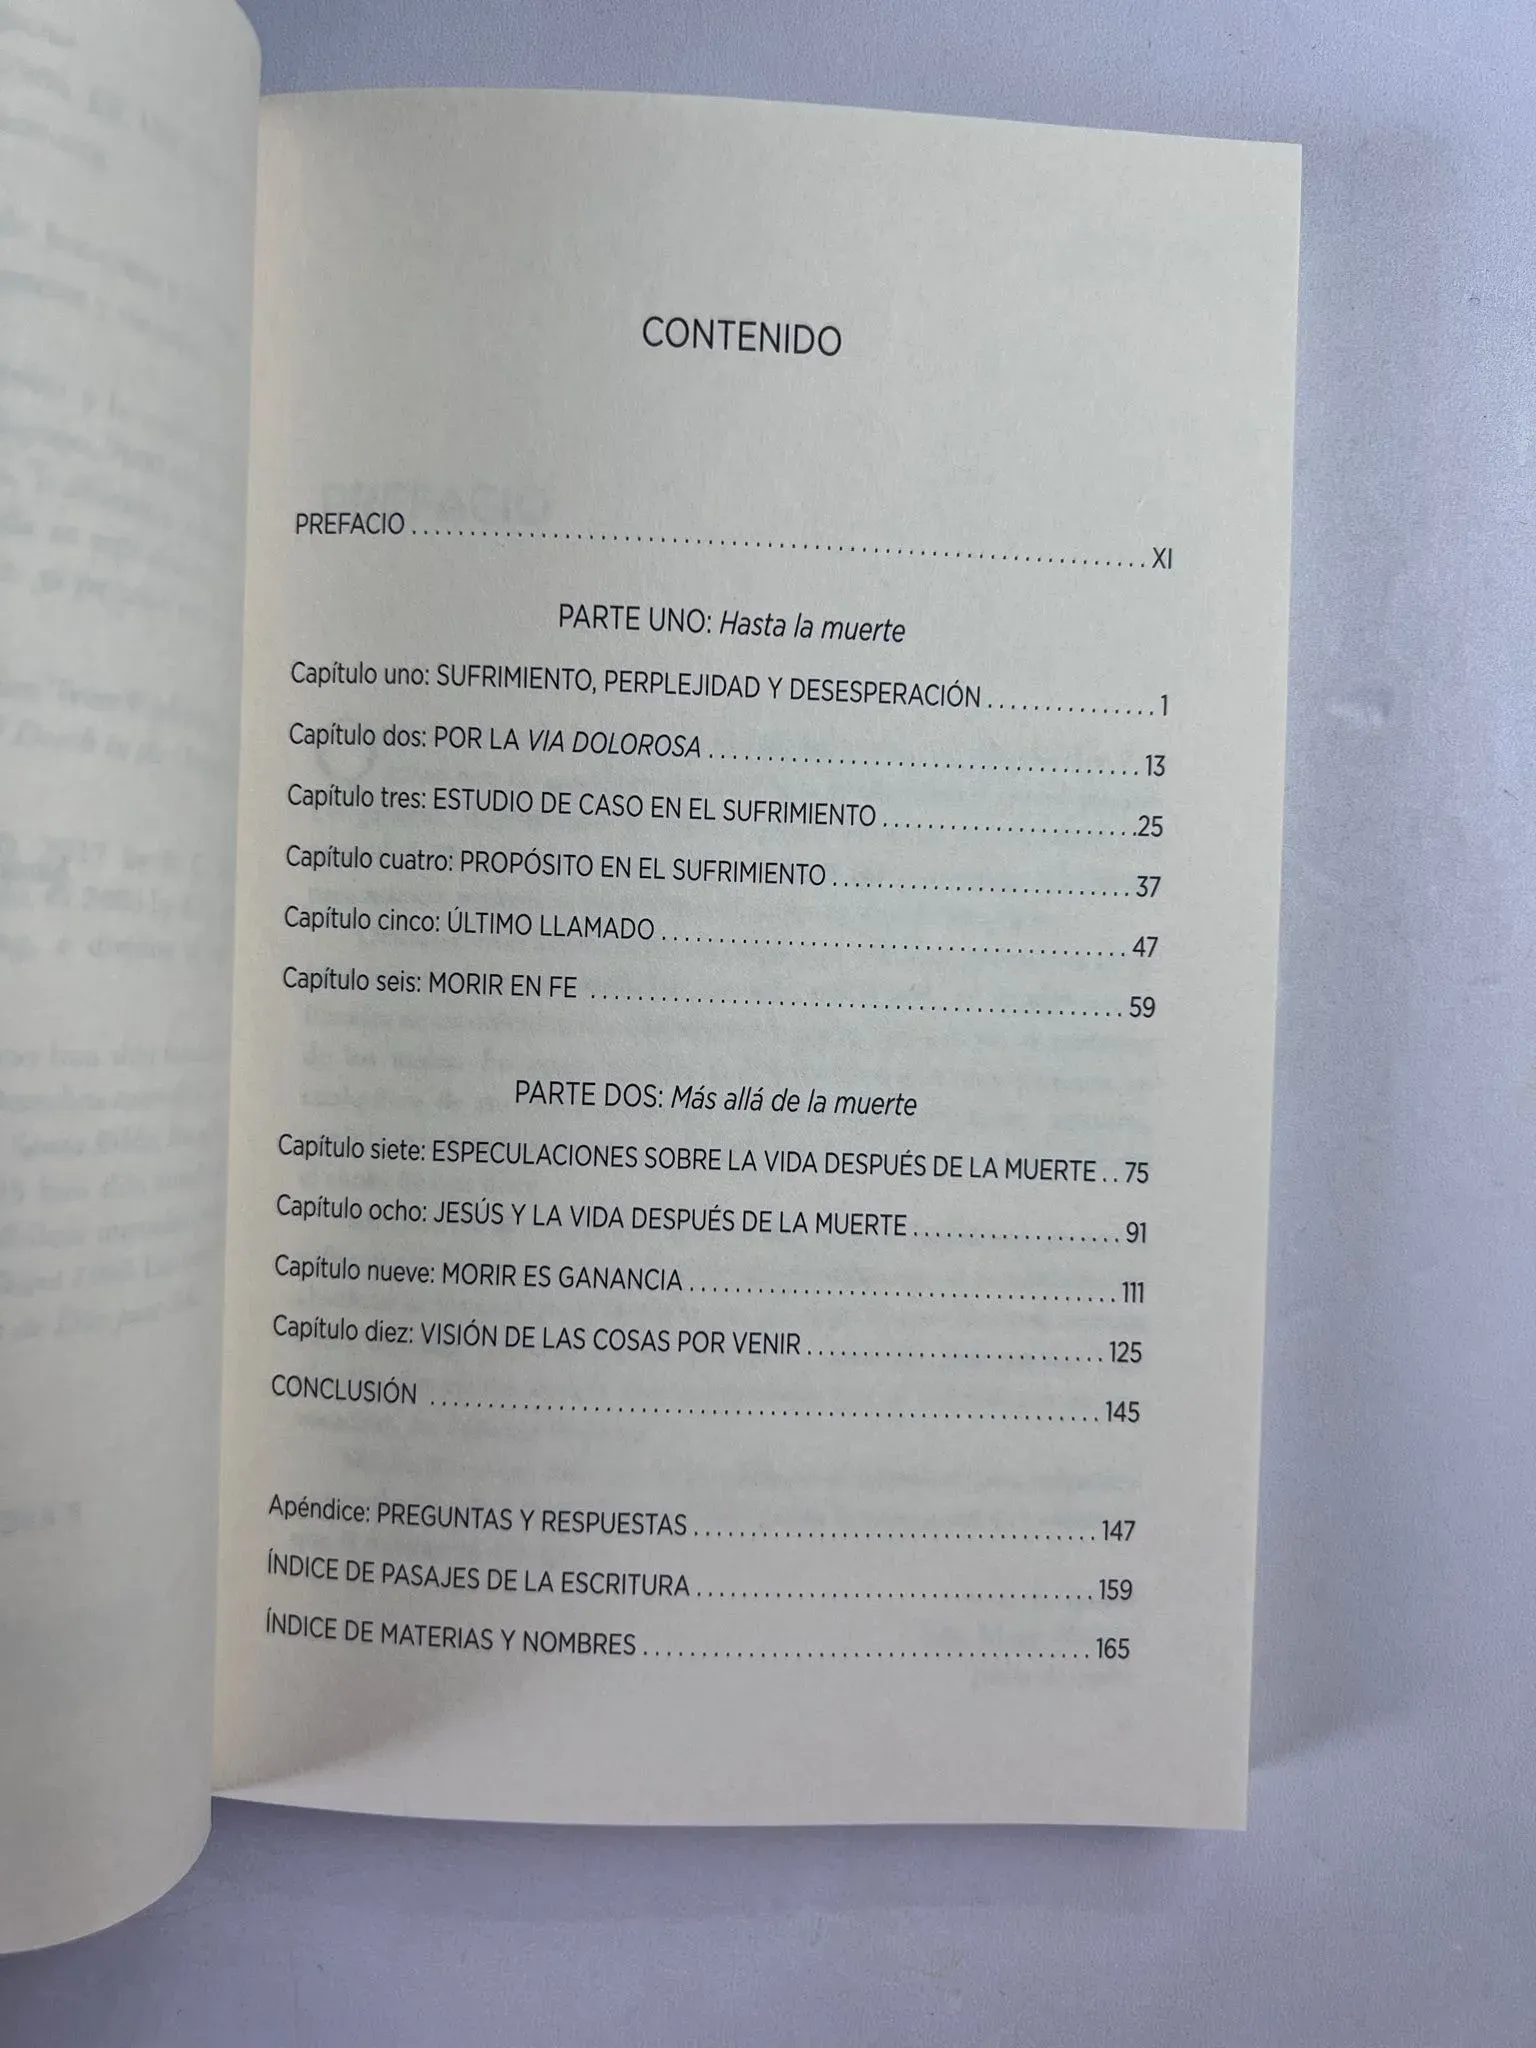 CONTENIDO
PREFACIO ........................................ XI
PARTE UNO: Hasta la muerte
Capítulo uno: SUFRIMIENTO, PERPLEJIDAD Y DESESPERACIÓN ............... 1
Capítulo dos: POR LA VIA DOLOROSA ........................................ 13
Capítulo tres: ESTUDIO DE CASO EN EL SUFRIMIENTO ........................ 25
Capítulo cuatro: PROPÓSITO EN EL SUFRIMIENTO ........................... 37
Capítulo cinco: ÚLTIMO LLAMADO ........................................ 47
Capítulo seis: MORIR EN FE ........................................ 59
PARTE DOS: Más allá de la muerte
Capítulo siete: ESPECULACIONES SOBRE LA VIDA DESPUÉS DE LA MUERTE .. 75
Capítulo ocho: JESÚS Y LA VIDA DESPUÉS DE LA MUERTE ................... 91
Capítulo nueve: MORIR ES GANANCIA ........................................ 111
Capítulo diez: VISIÓN DE LAS COSAS POR VENIR ........................... 125
CONCLUSIÓN ........................................ 145
Apéndice: PREGUNTAS Y RESPUESTAS ................................... 147
ÍNDICE DE PASAJES DE LA ESCRITURA ................................... 159
ÍNDICE DE MATERIAS Y NOMBRES ........................................ 165